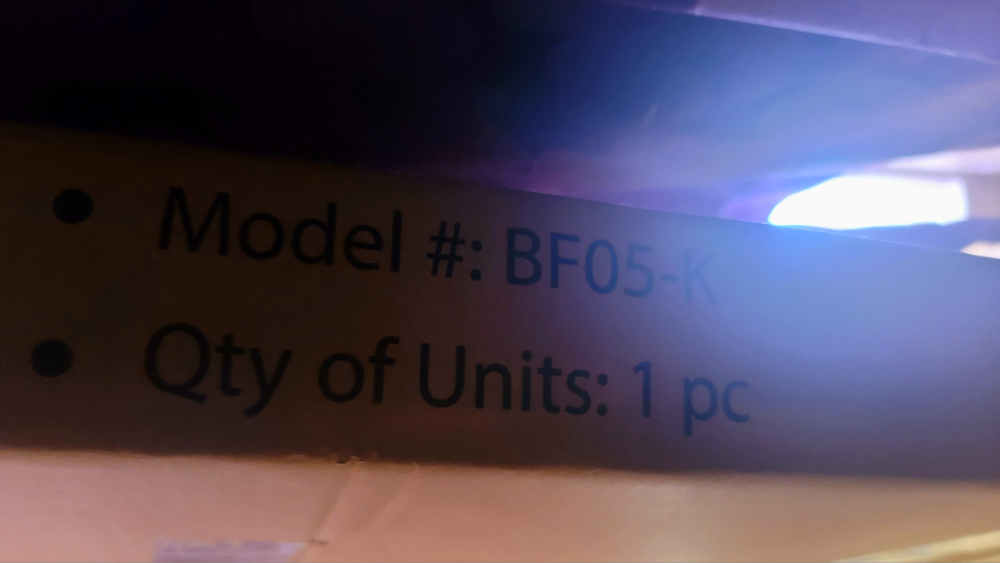 • Model #: BF05-K
• Qty of Units: 1 pc